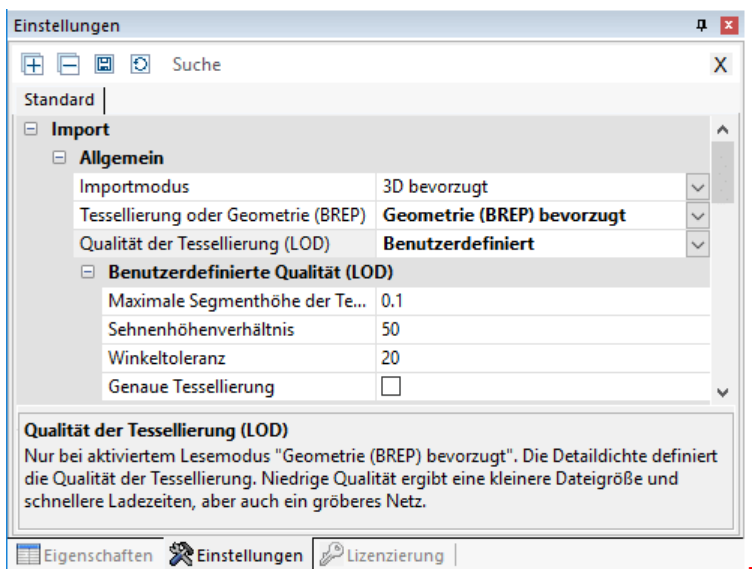 Einstellungen
Suche X
Standard
Import
Allgemein
Importmodus 3D bevorzugt
Tessellierung oder Geometrie (BREP) Geometrie (BREP) bevorzugt
Qualität der Tessellierung (LOD) Benutzerdefiniert
Benutzerdefinierte Qualität (LOD)
Maximale Segmenthöhe der Te... 0.1
Sehnenhöhenverhältnis 50
Winkeltoleranz 20
Genaue Tessellierung
Qualität der Tessellierung (LOD)
Nur bei aktiviertem Lesemodus "Geometrie (BREP) bevorzugt". Die Detaildichte definiert
die Qualität der Tessellierung. Niedrige Qualität ergibt eine kleinere Dateigröße und
schnellere Ladezeiten, aber auch ein gröberes Netz.
Eigenschaften Einstellungen Lizenzierung